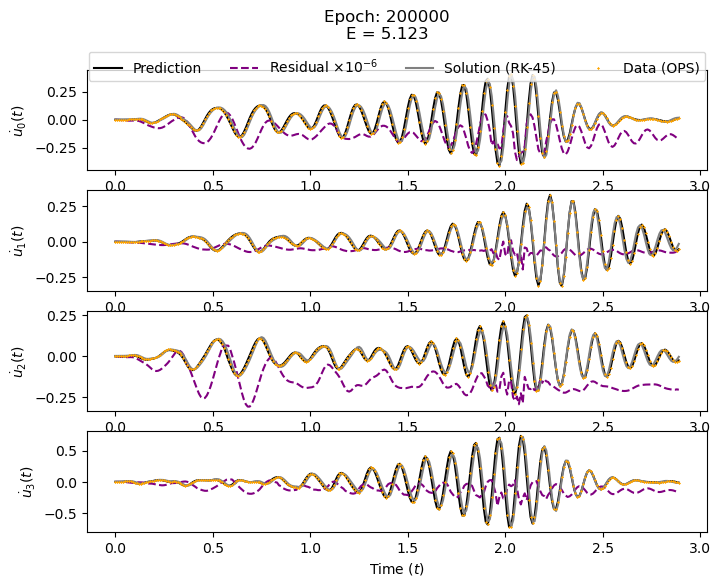 Epoch: 200000
E = 5.123
Prediction Residual ×10⁻⁶ Solution (RK-45) Data (OPS)
u̇₀(t)
0.25
0.00
−0.25
0.0 0.5 1.0 1.5 2.0 2.5 3.0
u̇₁(t)
0.25
0.00
−0.25
0.0 0.5 1.0 1.5 2.0 2.5 3.0
u̇₂(t)
0.25
0.00
−0.25
0.0 0.5 1.0 1.5 2.0 2.5 3.0
u̇₃(t)
0.5
0.0
−0.5
0.0 0.5 1.0 1.5 2.0 2.5 3.0
Time (t)